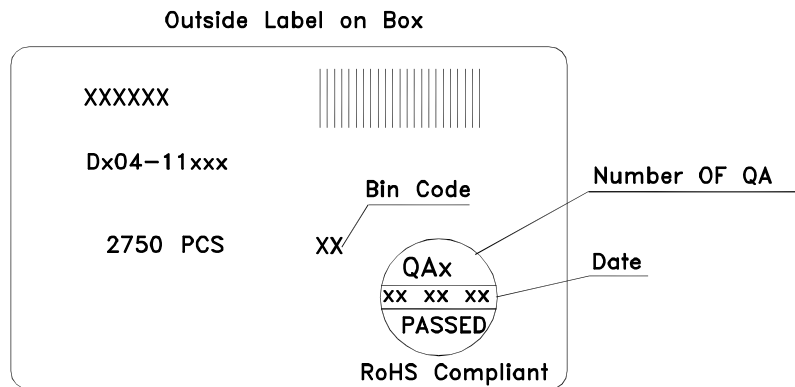 Outside Label on Box
XXXXXX
Dx04-11xxx
Number OF QA
Bin Code
2750 PCS
XX
QAx
Date
xx xx xx
PASSED
RoHS Compliant